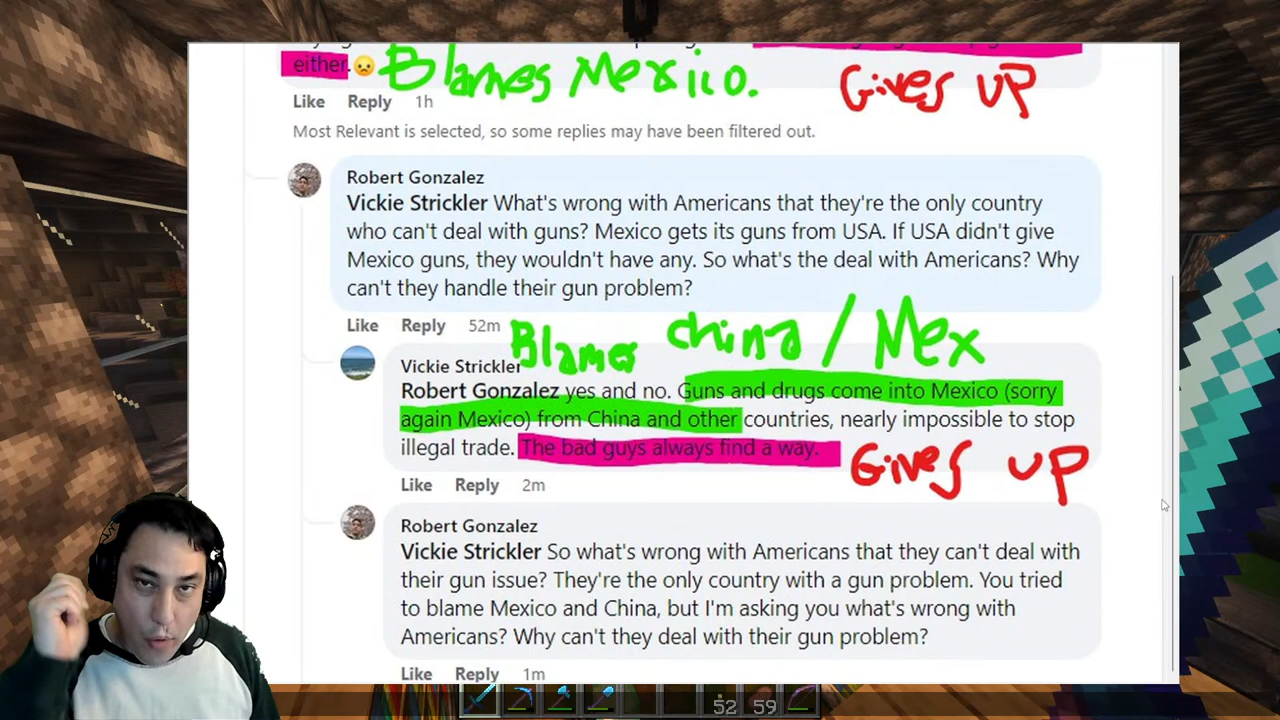 either. Blames Mexico. Gives UP
Like Reply 1h
Most Relevant is selected, so some replies may have been filtered out.
Robert Gonzalez
Vickie Strickler What's wrong with Americans that they're the only country
who can't deal with guns? Mexico gets its guns from USA. If USA didn't give
Mexico guns, they wouldn't have any. So what's the deal with Americans? Why
can't they handle their gun problem?
Like Reply 52m
Blames China / Mex
Vickie Strickler
Robert Gonzalez yes and no. Guns and drugs come into Mexico (sorry
again Mexico) from China and other countries, nearly impossible to stop
illegal trade. The bad guys always find a way.
Gives UP
Like Reply 2m
Robert Gonzalez
Vickie Strickler So what's wrong with Americans that they can't deal with
their gun issue? They're the only country with a gun problem. You tried
to blame Mexico and China, but I'm asking you what's wrong with
Americans? Why can't they deal with their gun problem?
Like Reply 1m
52 59